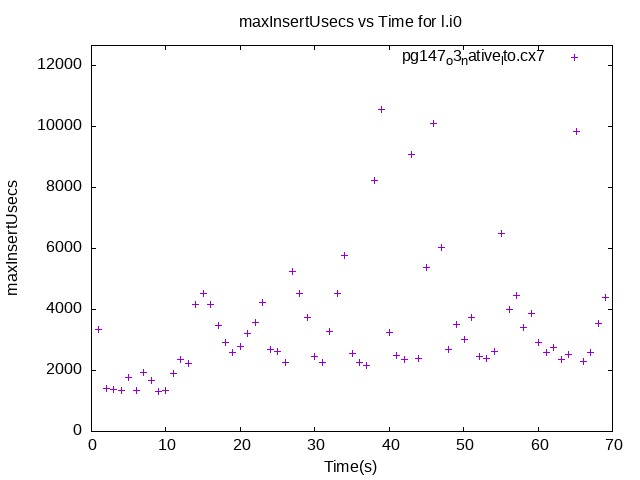 maxInsertUsecs vs Time for l.i0
pg147o3nativelto.cx7
12000
10000
8000
6000
4000
2000
0
maxInsertUsecs
0 10 20 30 40 50 60 70
Time(s)